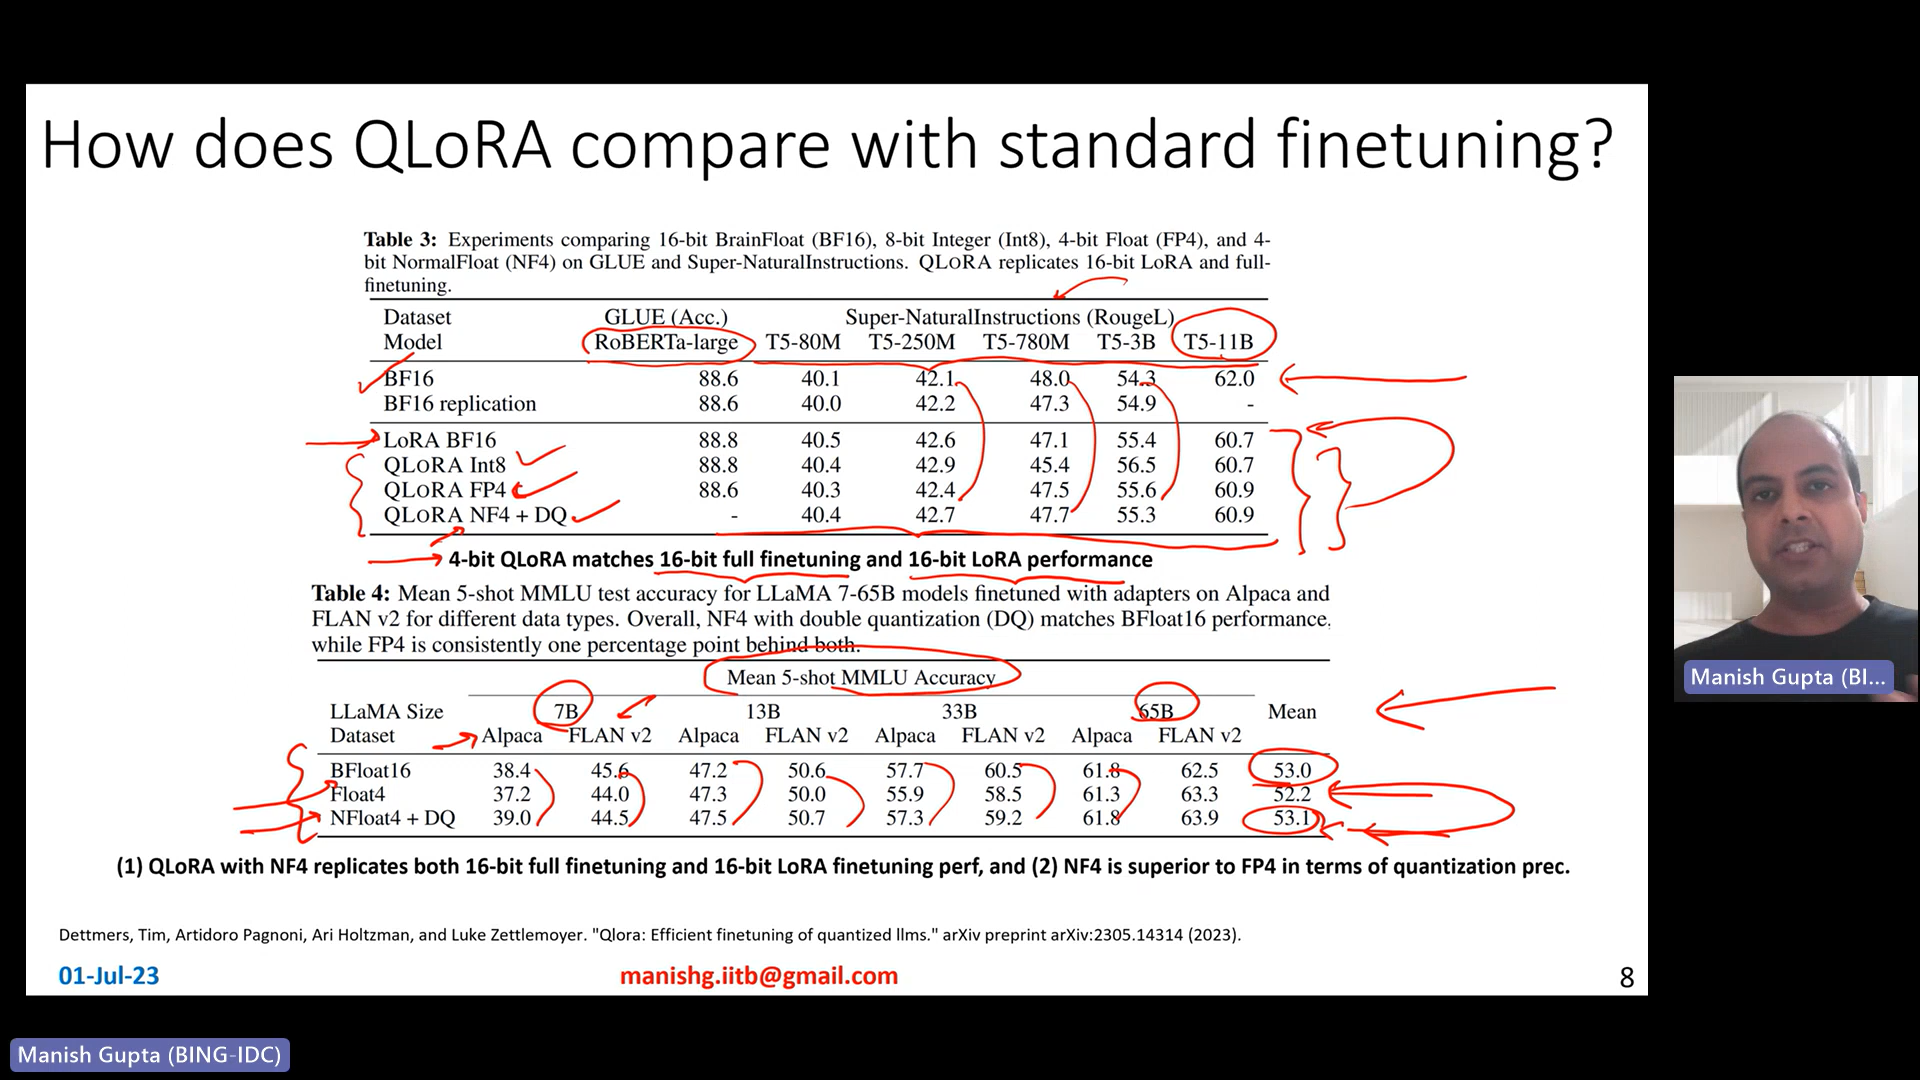 How does QLoRA compare with standard finetuning?
Table 3: Experiments comparing 16-bit BrainFloat (BF16), 8-bit Integer (Int8), 4-bit Float (FP4), and 4-
bit NormalFloat (NF4) on GLUE and Super-NaturalInstructions. QLORA replicates 16-bit LoRA and full-
finetuning.
Dataset GLUE (Acc.) Super-NaturalInstructions (RougeL)
Model RoBERTa-large T5-80M T5-250M T5-780M T5-3B T5-11B
BF16 88.6 40.1 42.1 48.0 54.3 62.0
BF16 replication 88.6 40.0 42.2 47.3 54.9 -
LoRA BF16 88.8 40.5 42.6 47.1 55.4 60.7
QLORA Int8 88.8 40.4 42.9 45.4 56.5 60.7
QLORA FP4 88.6 40.3 42.4 47.5 55.6 60.9
QLORA NF4 + DQ - 40.4 42.7 47.7 55.3 60.9
4-bit QLoRA matches 16-bit full finetuning and 16-bit LoRA performance
Table 4: Mean 5-shot MMLU test accuracy for LLaMA 7-65B models finetuned with adapters on Alpaca and
FLAN v2 for different data types. Overall, NF4 with double quantization (DQ) matches BFloat16 performance,
while FP4 is consistently one percentage point behind both.
Mean 5-shot MMLU Accuracy
LLaMA Size 7B 13B 33B 65B Mean
Dataset Alpaca FLAN v2 Alpaca FLAN v2 Alpaca FLAN v2 Alpaca FLAN v2
BFloat16 38.4 45.6 47.2 50.6 57.7 60.5 61.8 62.5 53.0
Float4 37.2 44.0 47.3 50.0 55.9 58.5 61.3 63.3 52.2
NFloat4 + DQ 39.0 44.5 47.5 50.7 57.3 59.2 61.8 63.9 53.1
(1) QLoRA with NF4 replicates both 16-bit full finetuning and 16-bit LoRA finetuning perf, and (2) NF4 is superior to FP4 in terms of quantization prec.
Dettmers, Tim, Artidoro Pagnoni, Ari Holtzman, and Luke Zettlemoyer. "Qlora: Efficient finetuning of quantized llms." arXiv preprint arXiv:2305.14314 (2023).
01-Jul-23 manishg.iitb@gmail.com 8
Manish Gupta (BI...
Manish Gupta (BING-IDC)